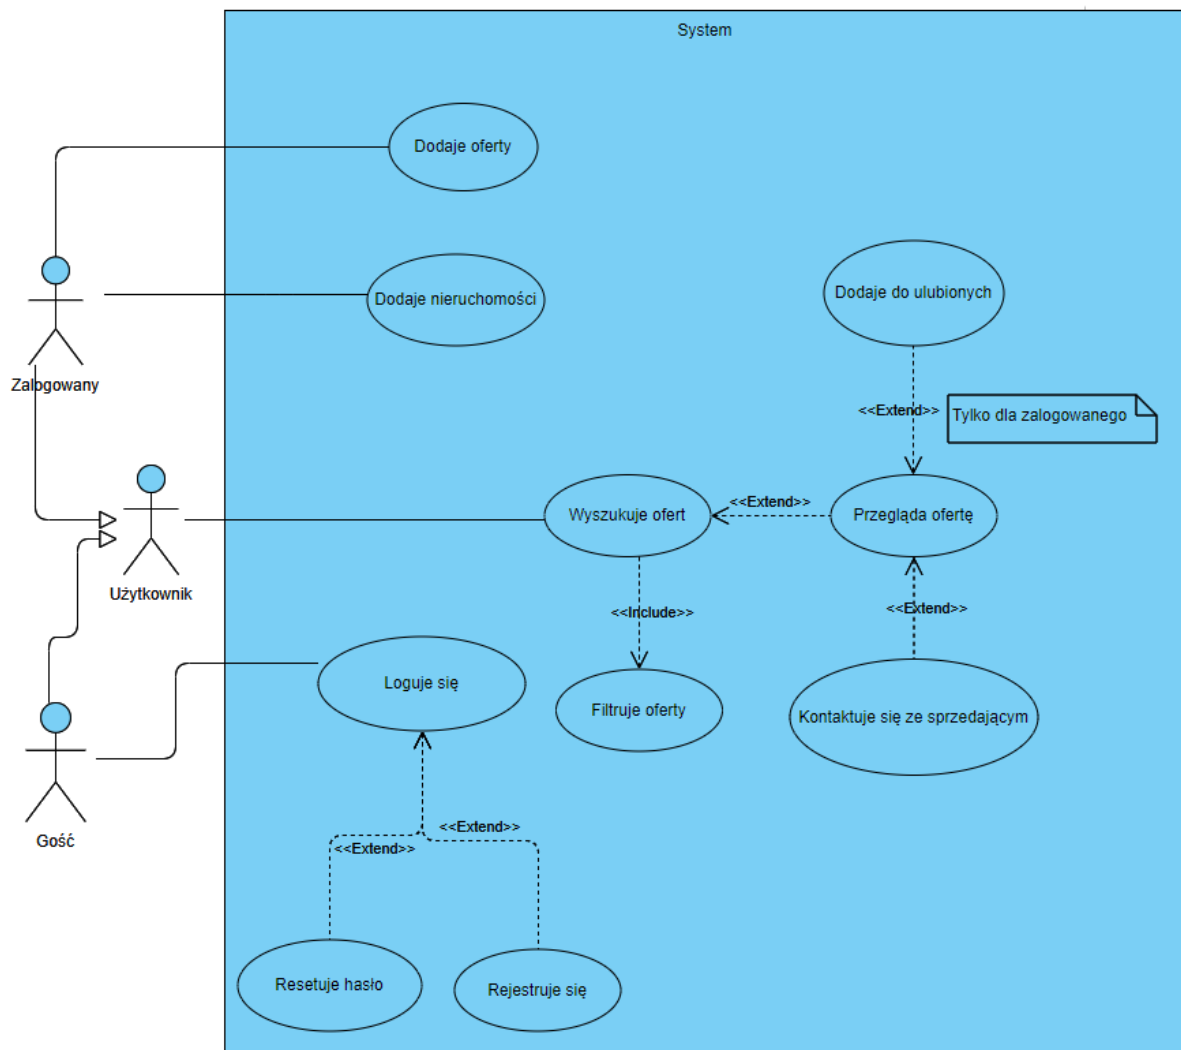 System
Dodaje oferty
Dodaje nieruchomości
Dodaje do ulubionych
Zalogowany
<<Extend>>
Tylko dla zalogowanego
<<Extend>>
Wyszukuje ofert
Przegląda ofertę
Użytkownik
<<Include>>
<<Extend>>
Loguje się
Filtruje oferty
Kontaktuje się ze sprzedającym
Gość
<<Extend>>
<<Extend>>
Resetuje hasło
Rejestruje się